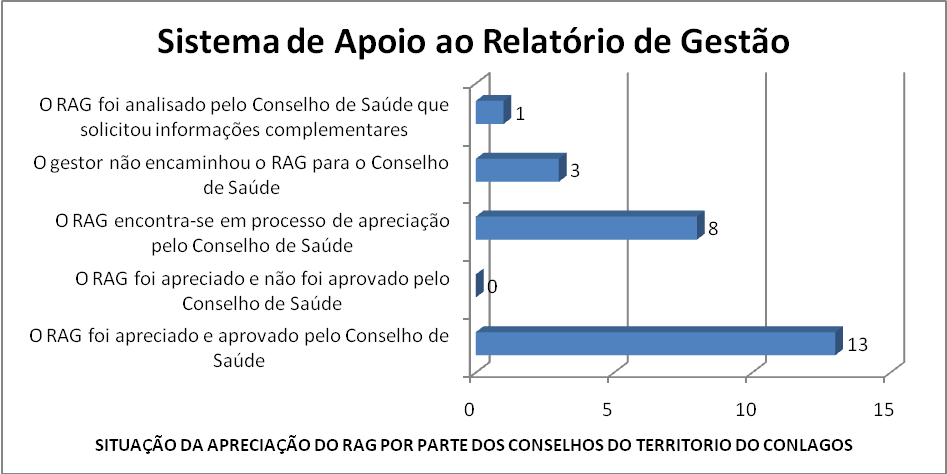 Sistema de Apoio ao Relatório de Gestão
O RAG foi analisado pelo Conselho de Saúde que
solicitou informações complementares
1
O gestor não encaminhou o RAG para o Conselho
de Saúde
3
O RAG encontra-se em processo de apreciação
pelo Conselho de Saúde
8
O RAG foi apreciado e não foi aprovado pelo
Conselho de Saúde
0
O RAG foi apreciado e aprovado pelo Conselho de
Saúde
13
0 5 10 15
SITUAÇÃO DA APRECIAÇÃO DO RAG POR PARTE DOS CONSELHOS DO TERRITORIO DO CONLAGOS